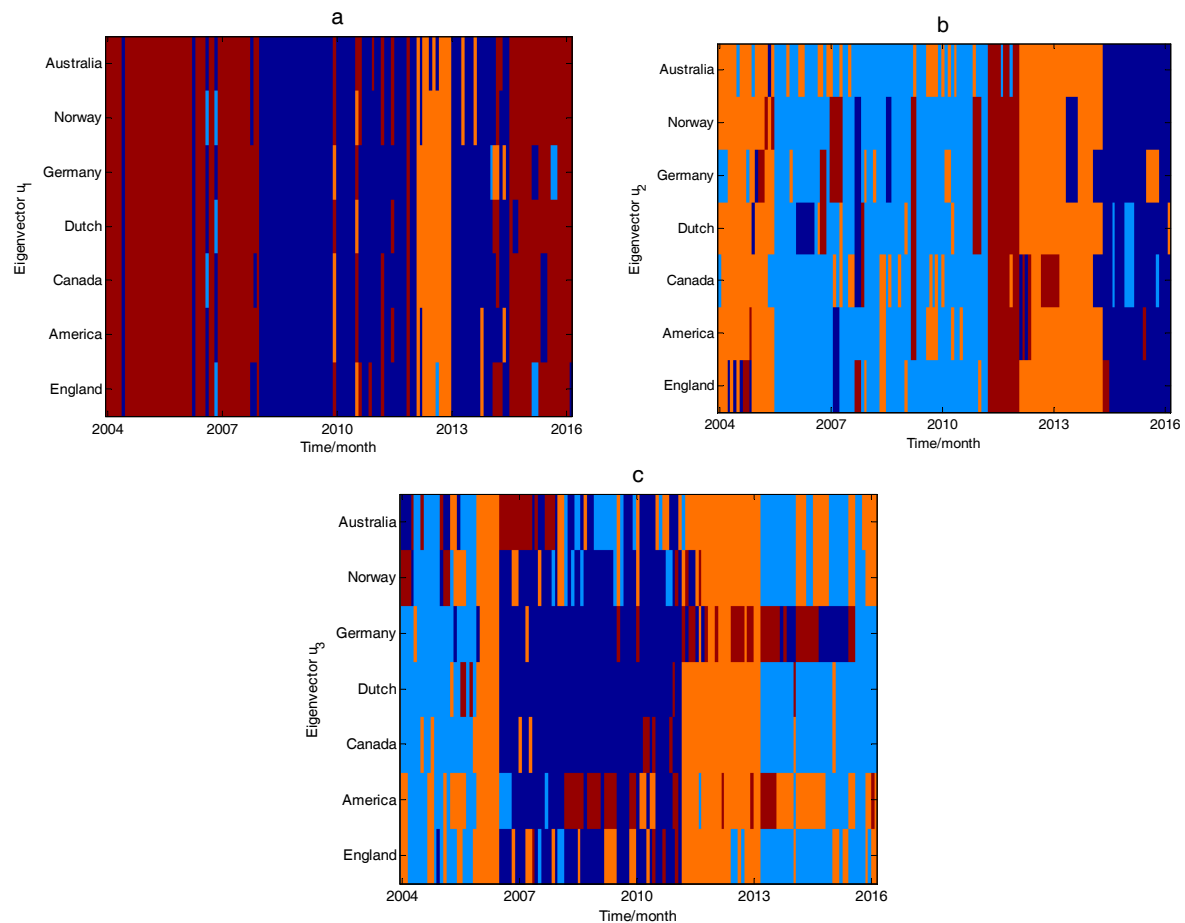 a
Eigenvector u1
Australia
Norway
Germany
Dutch
Canada
America
England
2004 2007 2010 2013 2016
Time/month
b
Eigenvector u2
Australia
Norway
Germany
Dutch
Canada
America
England
2004 2007 2010 2013 2016
Time/month
c
Eigenvector u3
Australia
Norway
Germany
Dutch
Canada
America
England
2004 2007 2010 2013 2016
Time/month